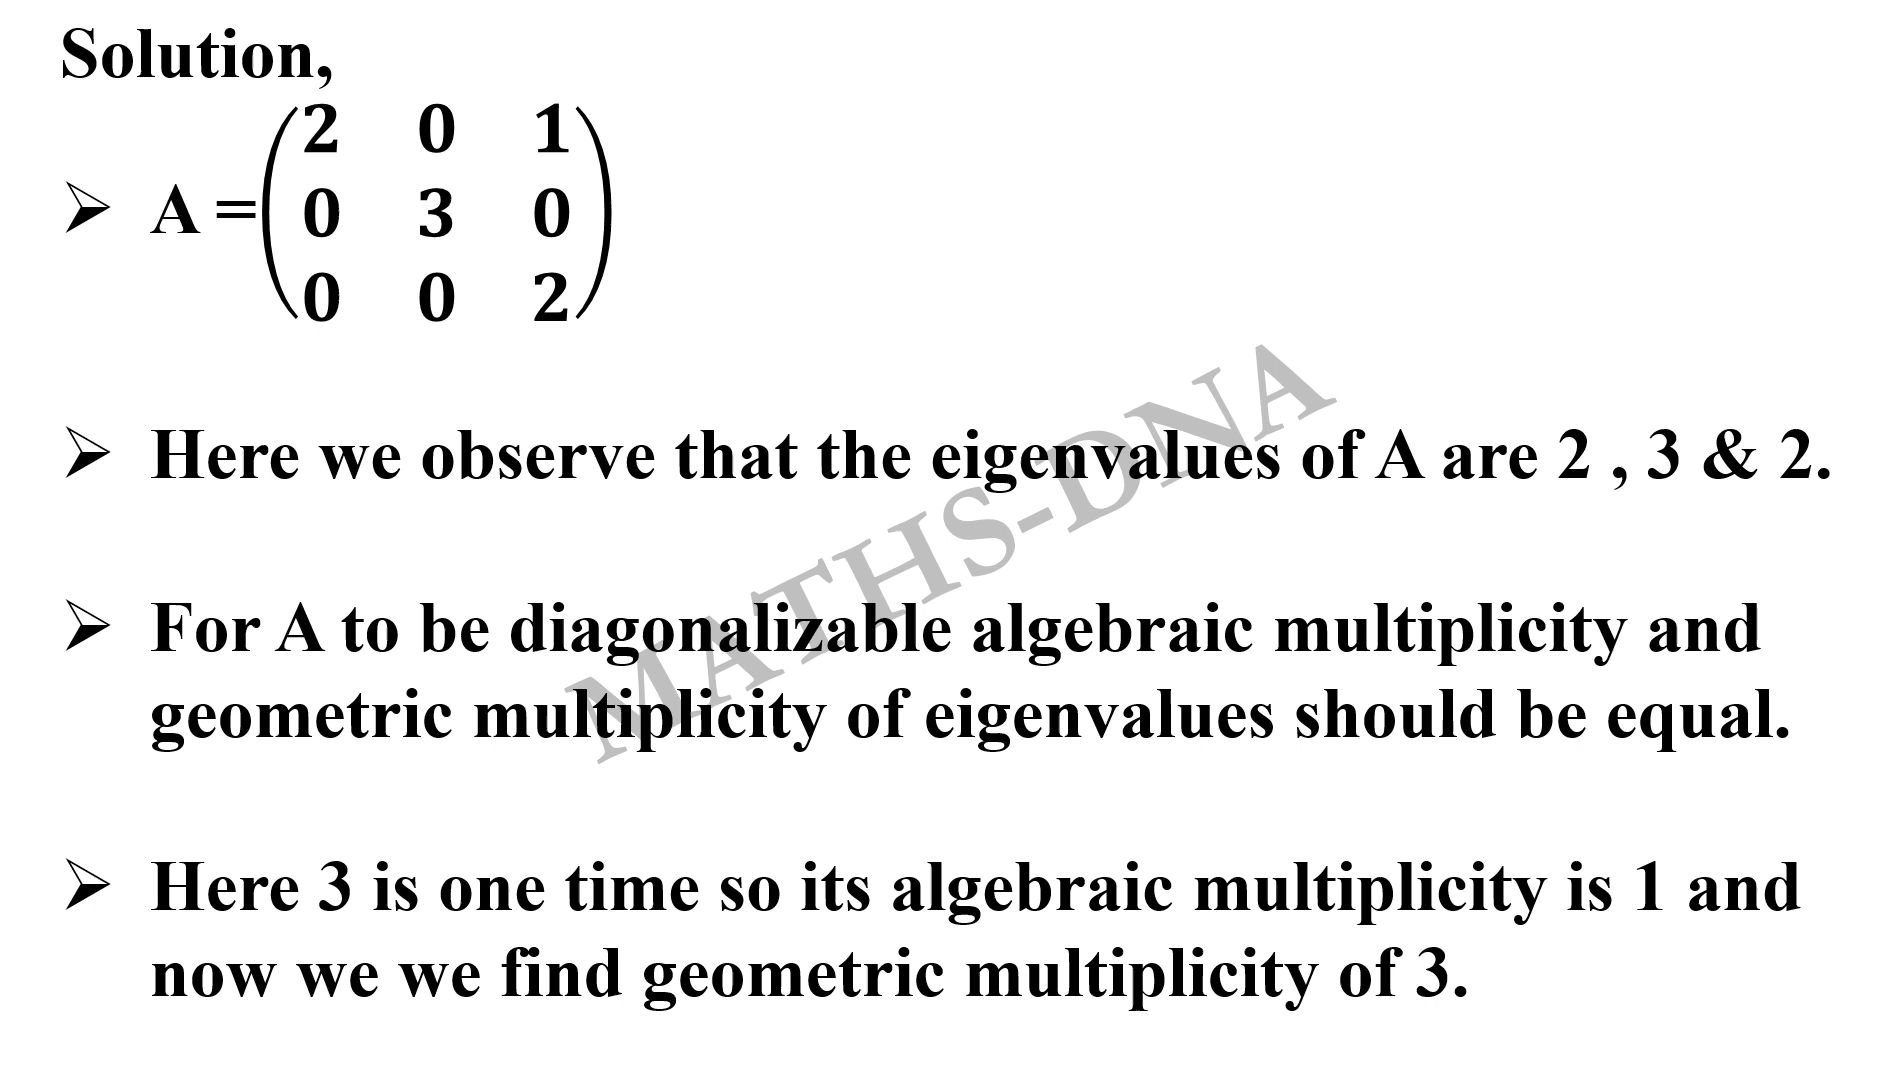 Solution,
2 0 1
➢ A = 0 3 0
0 0 2
➢ Here we observe that the eigenvalues of A are 2 , 3 & 2.
➢ For A to be diagonalizable algebraic multiplicity and
geometric multiplicity of eigenvalues should be equal.
➢ Here 3 is one time so its algebraic multiplicity is 1 and
now we we find geometric multiplicity of 3.
MATHS-DNA